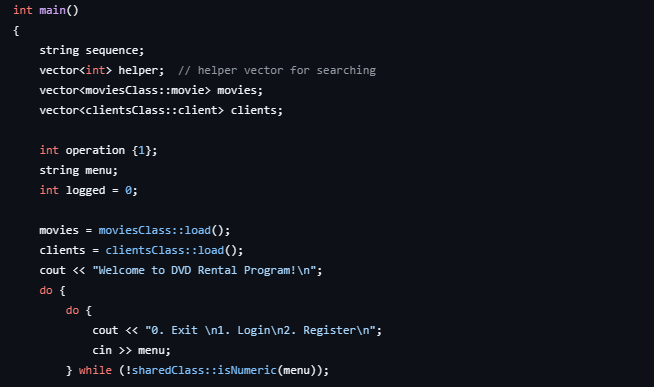 int main()
{
    string sequence;
    vector<int> helper;  // helper vector for searching
    vector<moviesClass::movie> movies;
    vector<clientsClass::client> clients;

    int operation {1};
    string menu;
    int logged = 0;

    movies = moviesClass::load();
    clients = clientsClass::load();
    cout << "Welcome to DVD Rental Program!\n";
    do {
        do {
            cout << "0. Exit \n1. Login\n2. Register\n";
            cin >> menu;
        } while (!sharedClass::isNumeric(menu));